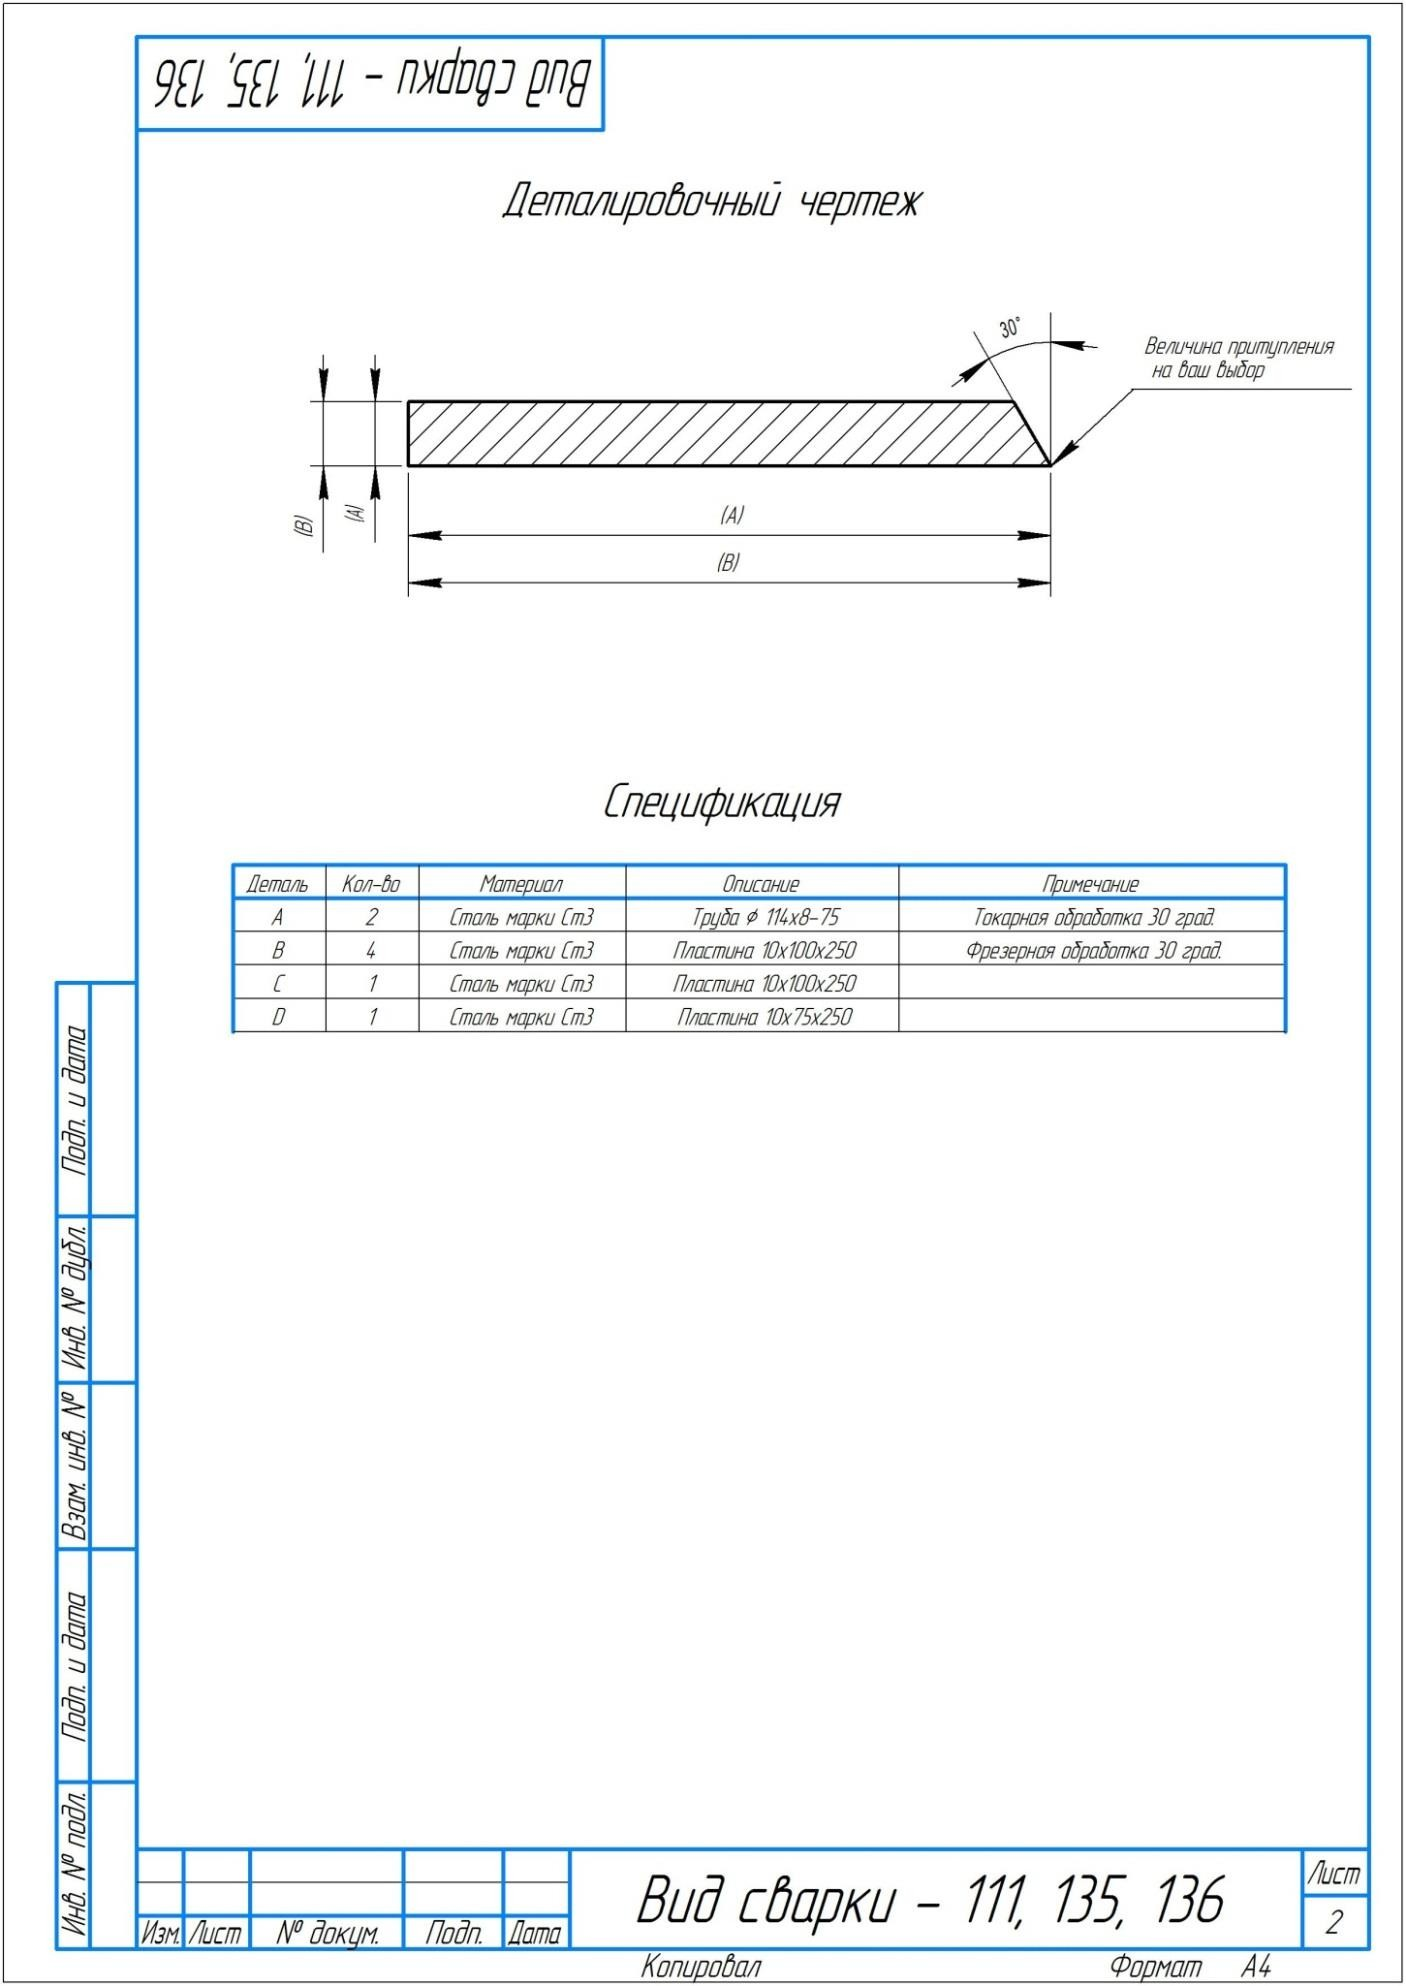 Вид сварки - 111, 135, 136
Деталировочный чертеж
30°
Величина притупления
на ваш выбор
(В)
(А)
(А)
(В)
Спецификация
Деталь Кол-во Материал Описание Примечание
А 2 Сталь марки Ст3 Труба ϕ 114х8-75 Токарная обработка 30 град.
В 4 Сталь марки Ст3 Пластина 10х100х250 Фрезерная обработка 30 град.
С 1 Сталь марки Ст3 Пластина 10х100х250
D 1 Сталь марки Ст3 Пластина 10х75х250
Подп. и дата
Инв. № дубл.
Взам. инв. №
Подп. и дата
Инв. № подл.
Изм. Лист № докум. Подп. Дата
Вид сварки - 111, 135, 136
Лист
2
Копировал
Формат А4